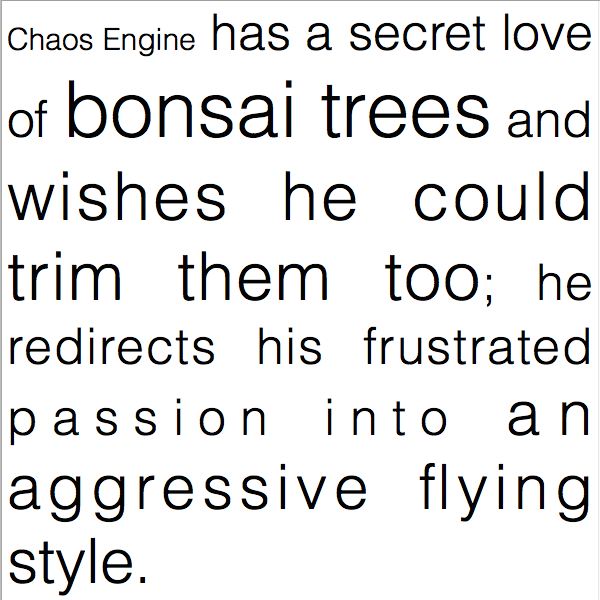 Chaos Engine has a secret love
of bonsai trees and
wishes he could
trim them too; he
redirects his frustrated
passion into an
aggressive flying
style.